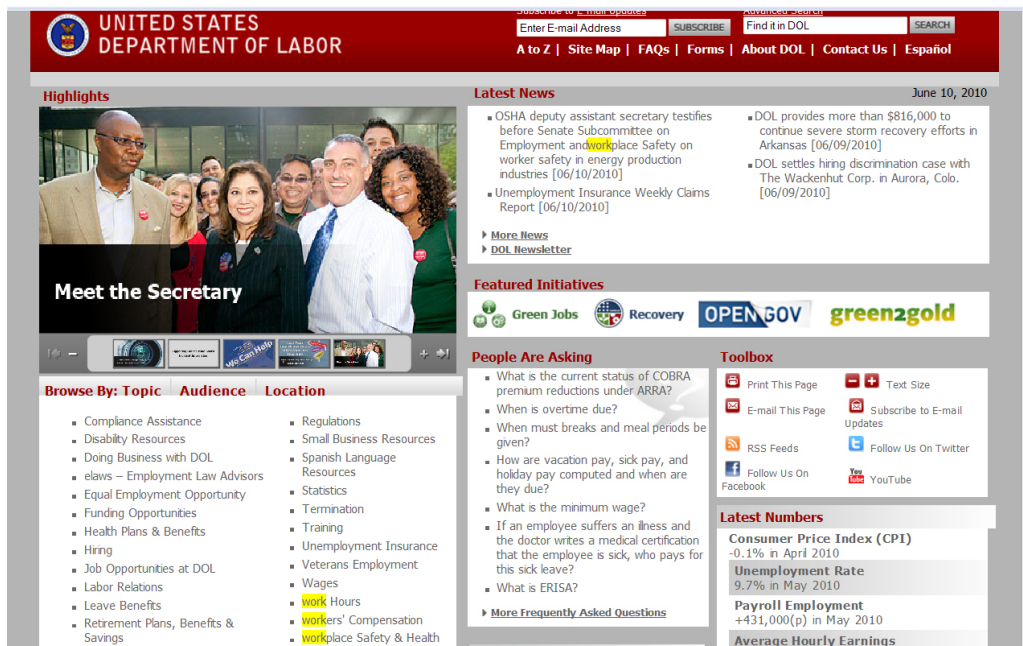 Subscribe to E-mail Updates
Advanced Search
UNITED STATES
DEPARTMENT OF LABOR
Enter E-mail Address
SUBSCRIBE
Find it in DOL
SEARCH
A to Z | Site Map | FAQs | Forms | About DOL | Contact Us | Español
Highlights
Meet the Secretary
We Can Help
Latest News
June 10, 2010
OSHA deputy assistant secretary testifies
before Senate Subcommittee on
Employment andworkplace Safety on
worker safety in energy production
industries [06/10/2010]
Unemployment Insurance Weekly Claims
Report [06/10/2010]
DOL provides more than $816,000 to
continue severe storm recovery efforts in
Arkansas [06/09/2010]
DOL settles hiring discrimination case with
The Wackenhut Corp. in Aurora, Colo.
[06/09/2010]
More News
DOL Newsletter
Featured Initiatives
Green Jobs
Recovery
OPEN GOV
green2gold
Browse By: Topic
Audience
Location
Compliance Assistance
Disability Resources
Doing Business with DOL
elaws – Employment Law Advisors
Equal Employment Opportunity
Funding Opportunities
Health Plans & Benefits
Hiring
Job Opportunities at DOL
Labor Relations
Leave Benefits
Retirement Plans, Benefits &
Savings
Regulations
Small Business Resources
Spanish Language
Resources
Statistics
Termination
Training
Unemployment Insurance
Veterans Employment
Wages
work Hours
workers' Compensation
workplace Safety & Health
People Are Asking
What is the current status of COBRA
premium reductions under ARRA?
When is overtime due?
When must breaks and meal periods be
given?
How are vacation pay, sick pay, and
holiday pay computed and when are
they due?
What is the minimum wage?
If an employee suffers an illness and
the doctor writes a medical certification
that the employee is sick, who pays for
this sick leave?
What is ERISA?
More Frequently Asked Questions
Toolbox
Print This Page
Text Size
E-mail This Page
Subscribe to E-mail
Updates
RSS Feeds
Follow Us On Twitter
Follow Us On
Facebook
You
Tube
YouTube
Latest Numbers
Consumer Price Index (CPI)
-0.1% in April 2010
Unemployment Rate
9.7% in May 2010
Payroll Employment
+431,000(p) in May 2010
Average Hourly Earnings